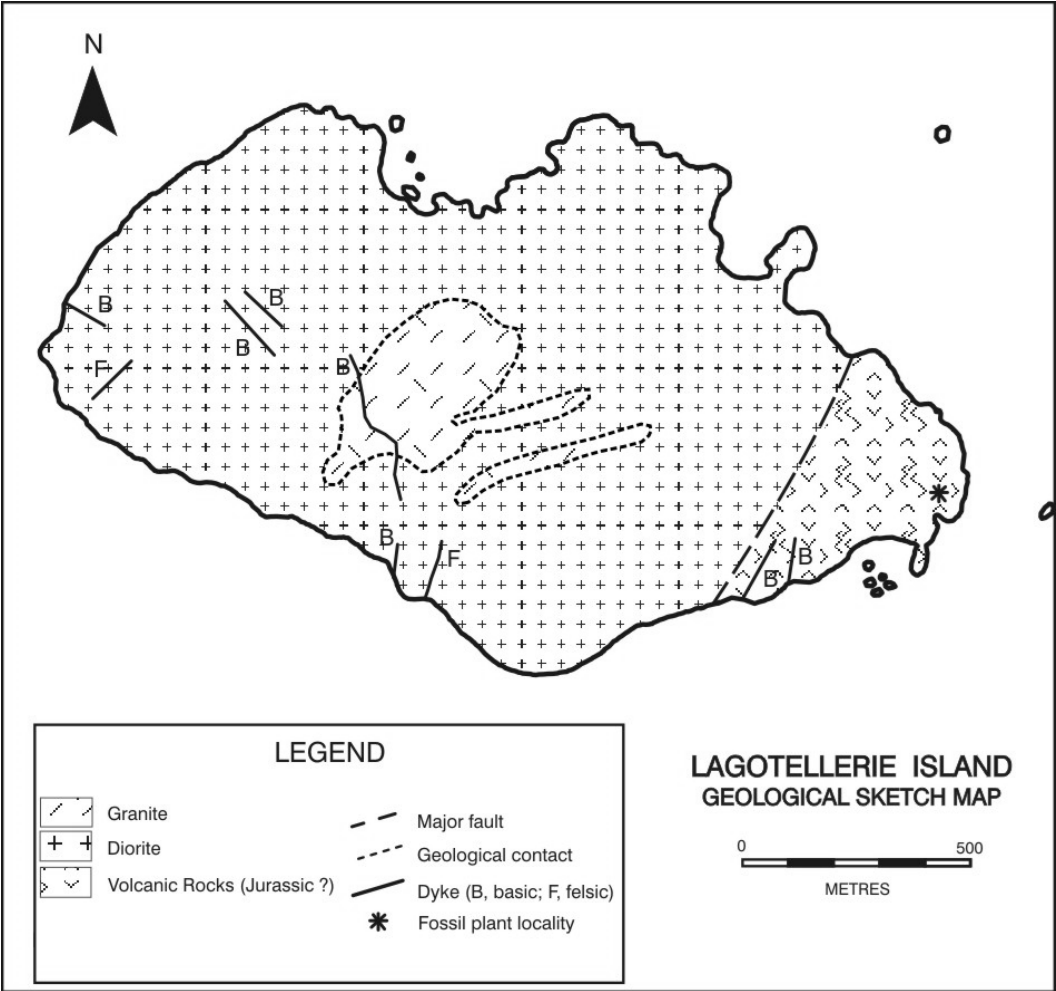 N
B
B
B
F
B
B
F
B
B
LEGEND
Granite
Diorite
Volcanic Rocks (Jurassic ?)
Major fault
Geological contact
Dyke (B, basic; F, felsic)
Fossil plant locality
LAGOTELLERIE ISLAND
GEOLOGICAL SKETCH MAP
0 500
METRES